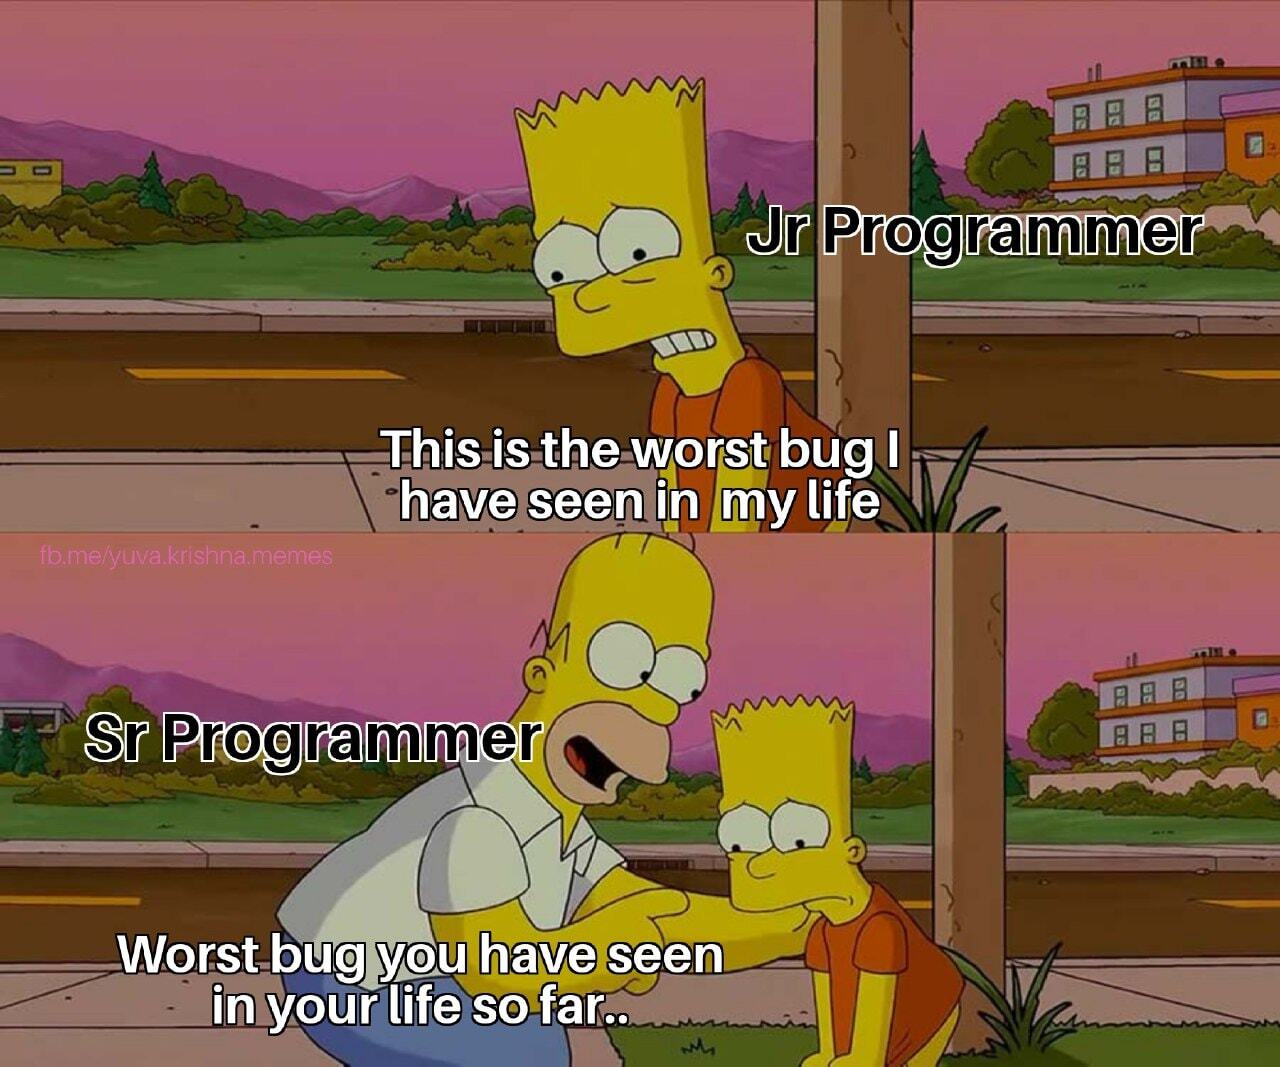 Jr Programmer
This is the worst bug I
have seen in my life
fb.me/yuva.krishna.memes
Sr Programmer
Worst bug you have seen
in your life so far..